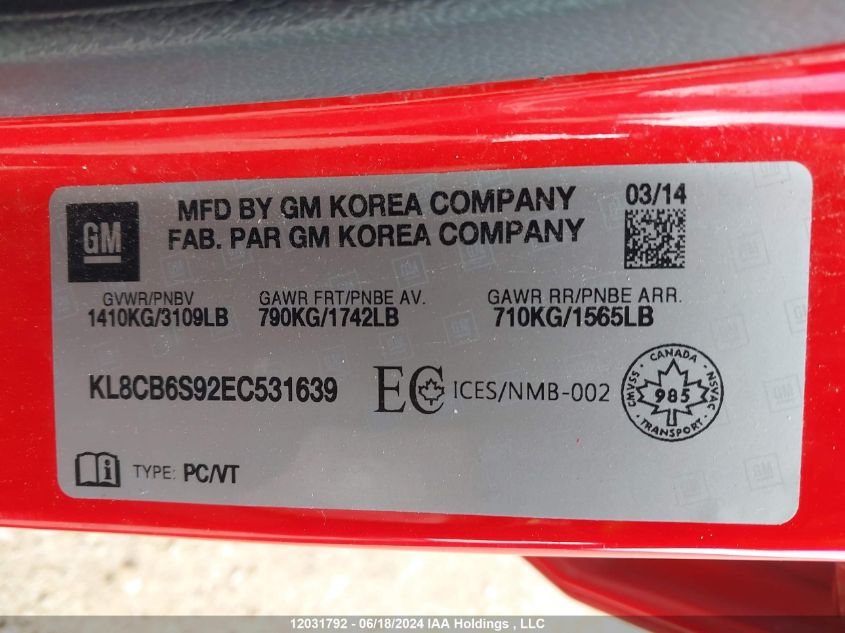 GM
MFD BY GM KOREA COMPANY
FAB. PAR GM KOREA COMPANY
03/14
GVWR/PNBV
1410KG/3109LB
GAWR FRT/PNBE AV.
790KG/1742LB
GAWR RR/PNBE ARR.
710KG/1565LB
KL8CB6S92EC531639
EC ICES/NMB-002
CANADA
CMVSS 985 NSVAC
TRANSPORT
TYPE: PC/VT
12031792 - 06/18/2024 IAA Holdings , LLC